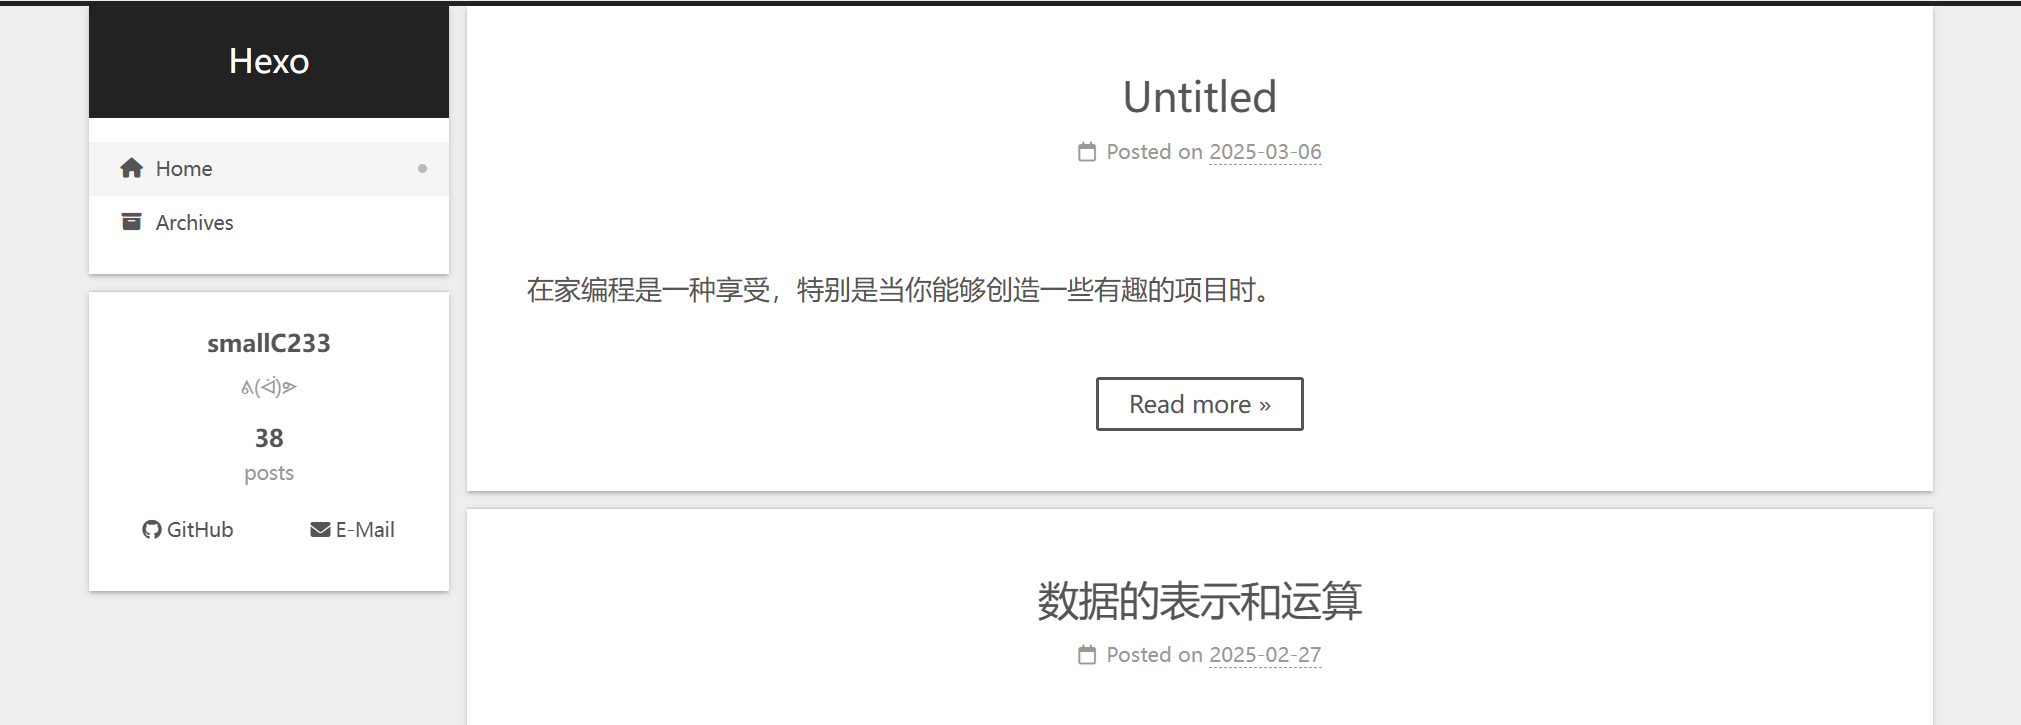 Hexo
Home
Archives
smallC233
38
posts
GitHub
E-Mail
Untitled
Posted on 2025-03-06
在家编程是一种享受，特别是当你能够创造一些有趣的项目时。
Read more »
数据的表示和运算
Posted on 2025-02-27